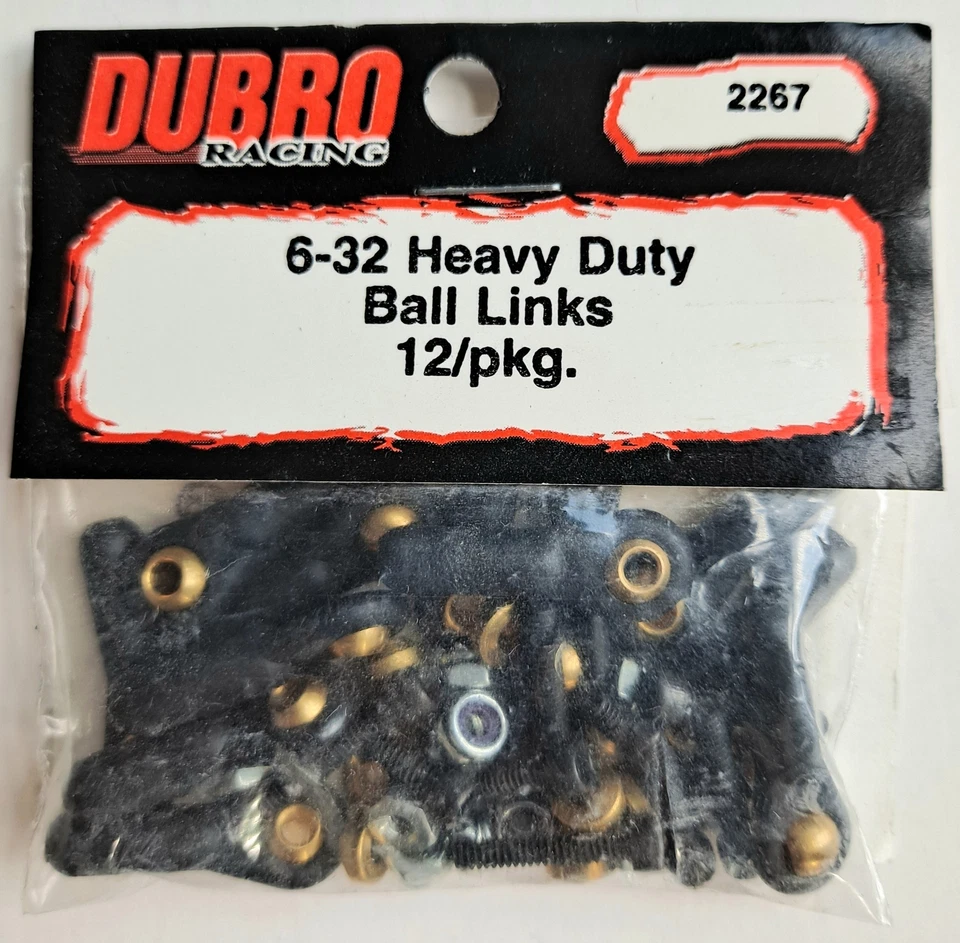 DUBRO
RACING
2267
6-32 Heavy Duty
Ball Links
12/pkg.